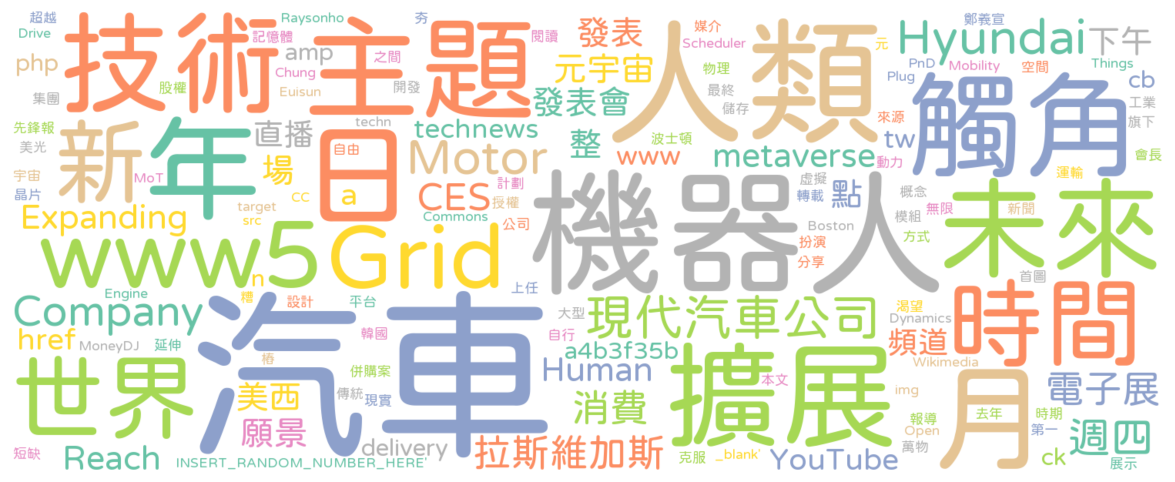 超越 Raysonho 夯 媒介 鄭義宣
Drive 記憶體 閱讀 發表 Scheduler 元 Hyundai 下午
技術 主題 人類
php amp 之間 元宇宙 物理 PnD Mobility 空間 Things
股權 Chung 開發 最終 Plug cb
集團 Euisun 發表會 儲存 觸角 工業
先鋒報 techn 來源 旗下
新 年 直播 日 自由 technews 整 波士頓 tw
美光 Motor www metaverse 動力 會長
宇宙 MoT 場 計劃 虛擬 運輸
晶片 CC a CES 授權 轉載 點 概念
Expanding target Commons 機器人 無限 新聞 未來
src 公司 Boston 模組
www5 Grid 扮演 方式
n 分享 首圖
Engine 糟 設計 平台 上任 渴望
Company 汽車 大型 現代汽車公司 Dynamics 時間
href MoneyDJ 延伸 韓國 自行 頻道
樁 a4b3f35b Wikimedia
世界 併購案 Human 本文 擴展 月 電子展
美西 傳統 現實 消費 img
願景 報導 去年 時期
Open 第一 週四
短缺 Reach delivery 拉斯維加斯 克服 _blank' 萬物
INSERT_RANDOM_NUMBER_HERE' YouTube ck 展示